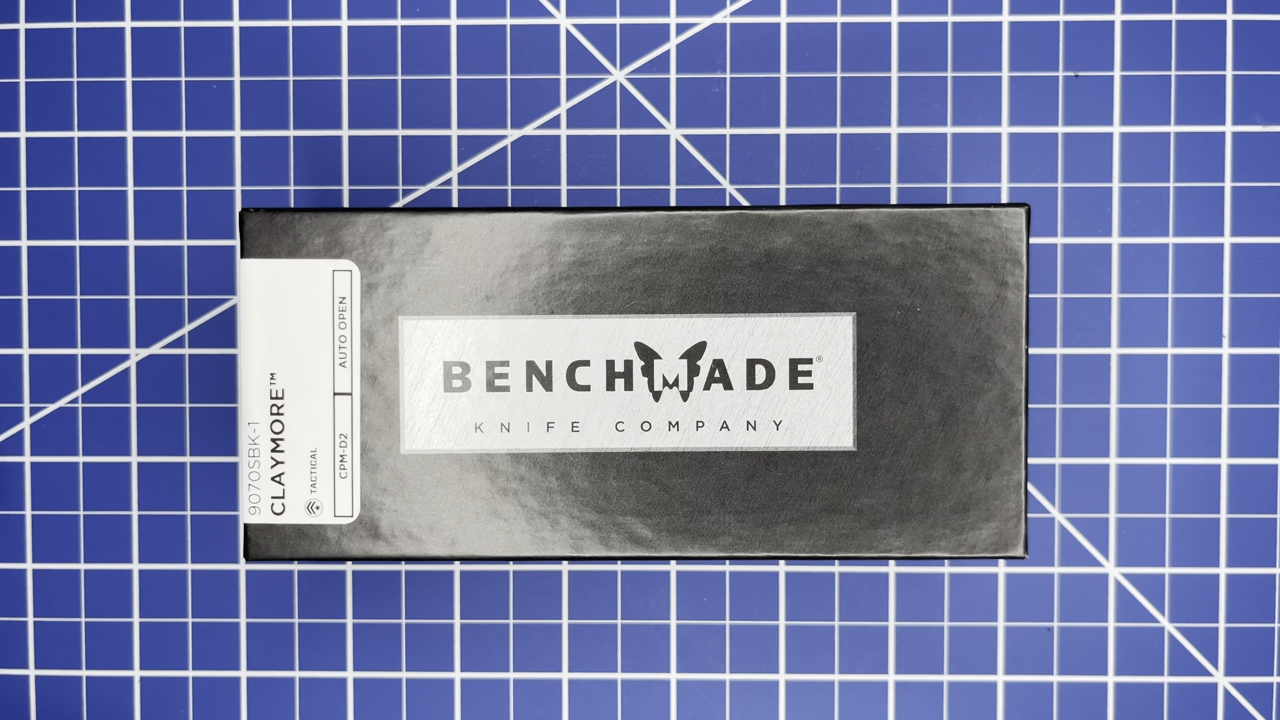 9070SBK-1
CLAYMORE™
TACTICAL
CPM-D2
AUTO OPEN
BENCHMADE®
KNIFE COMPANY